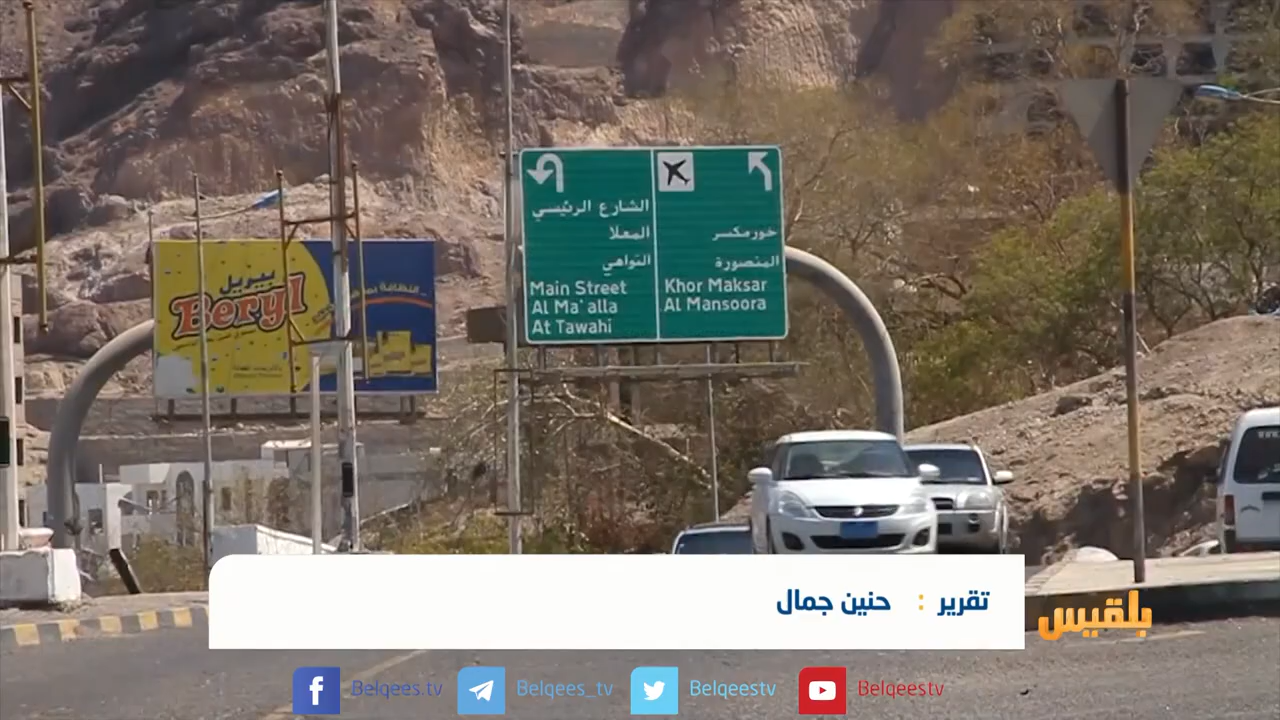 الشارع الرئيسي
المعلا
التواهي
Main Street
Al Ma'alla
At Tawahi
خورمكسر
المنصورة
Khor Maksar
Al Mansoora
بيريل
Beryl
تقرير : حنين جمال
بلقيس
Belqees.tv
Belqees_tv
Belqeestv
Belqeestv